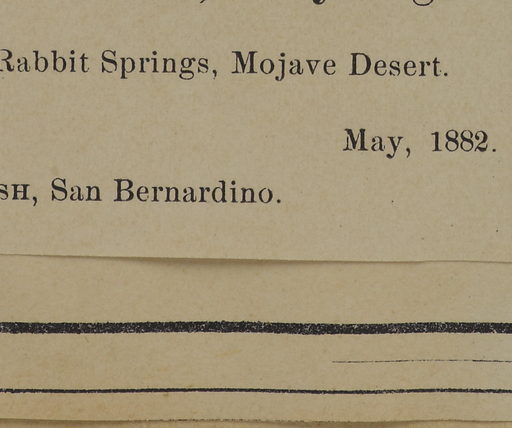 Rabbit Springs, Mojave Desert.
May, 1882.
SH, San Bernardino.